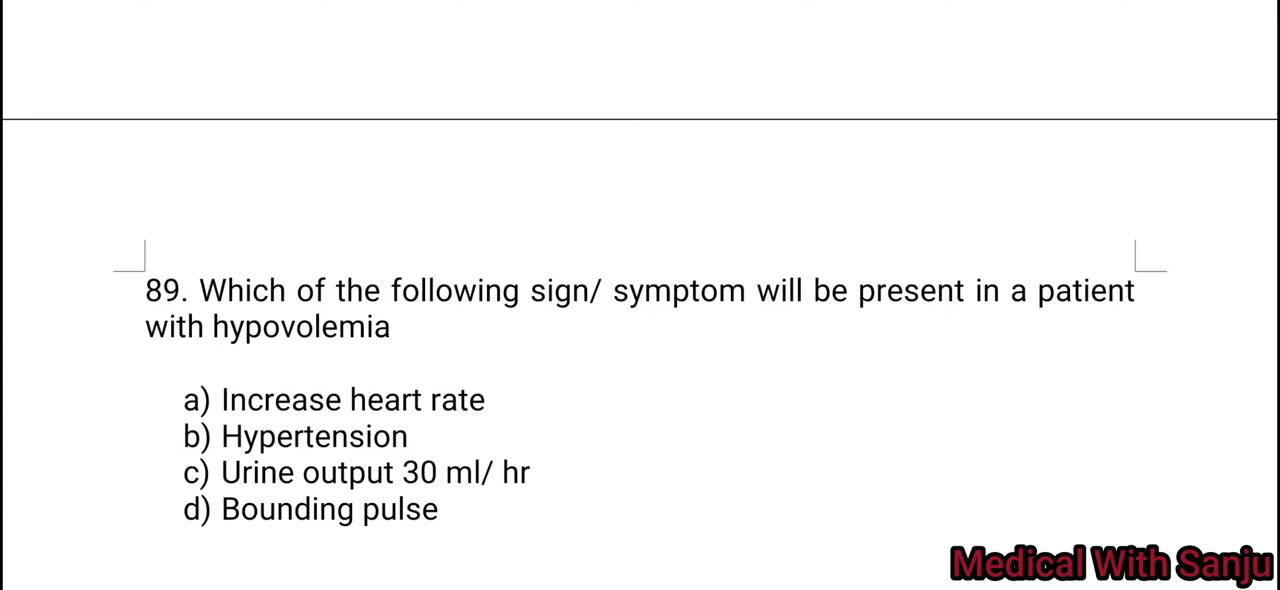 89. Which of the following sign/ symptom will be present in a patient
with hypovolemia
a) Increase heart rate
b) Hypertension
c) Urine output 30 ml/ hr
d) Bounding pulse
Medical With Sanju